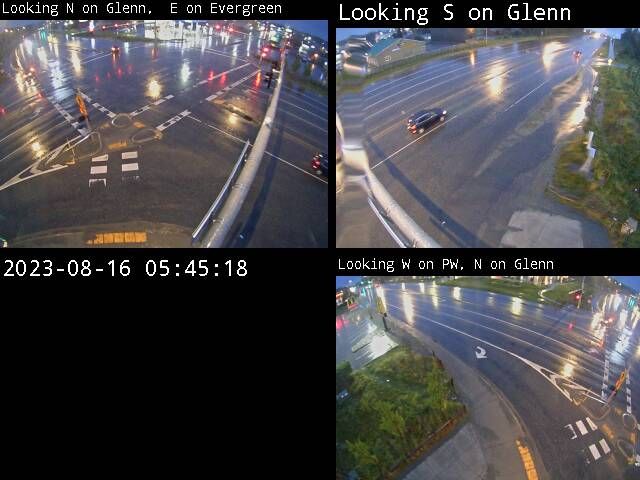 Looking N on Glenn,  E on Evergreen
Looking S on Glenn
2023-08-16 05:45:18
Looking W on PW, N on Glenn